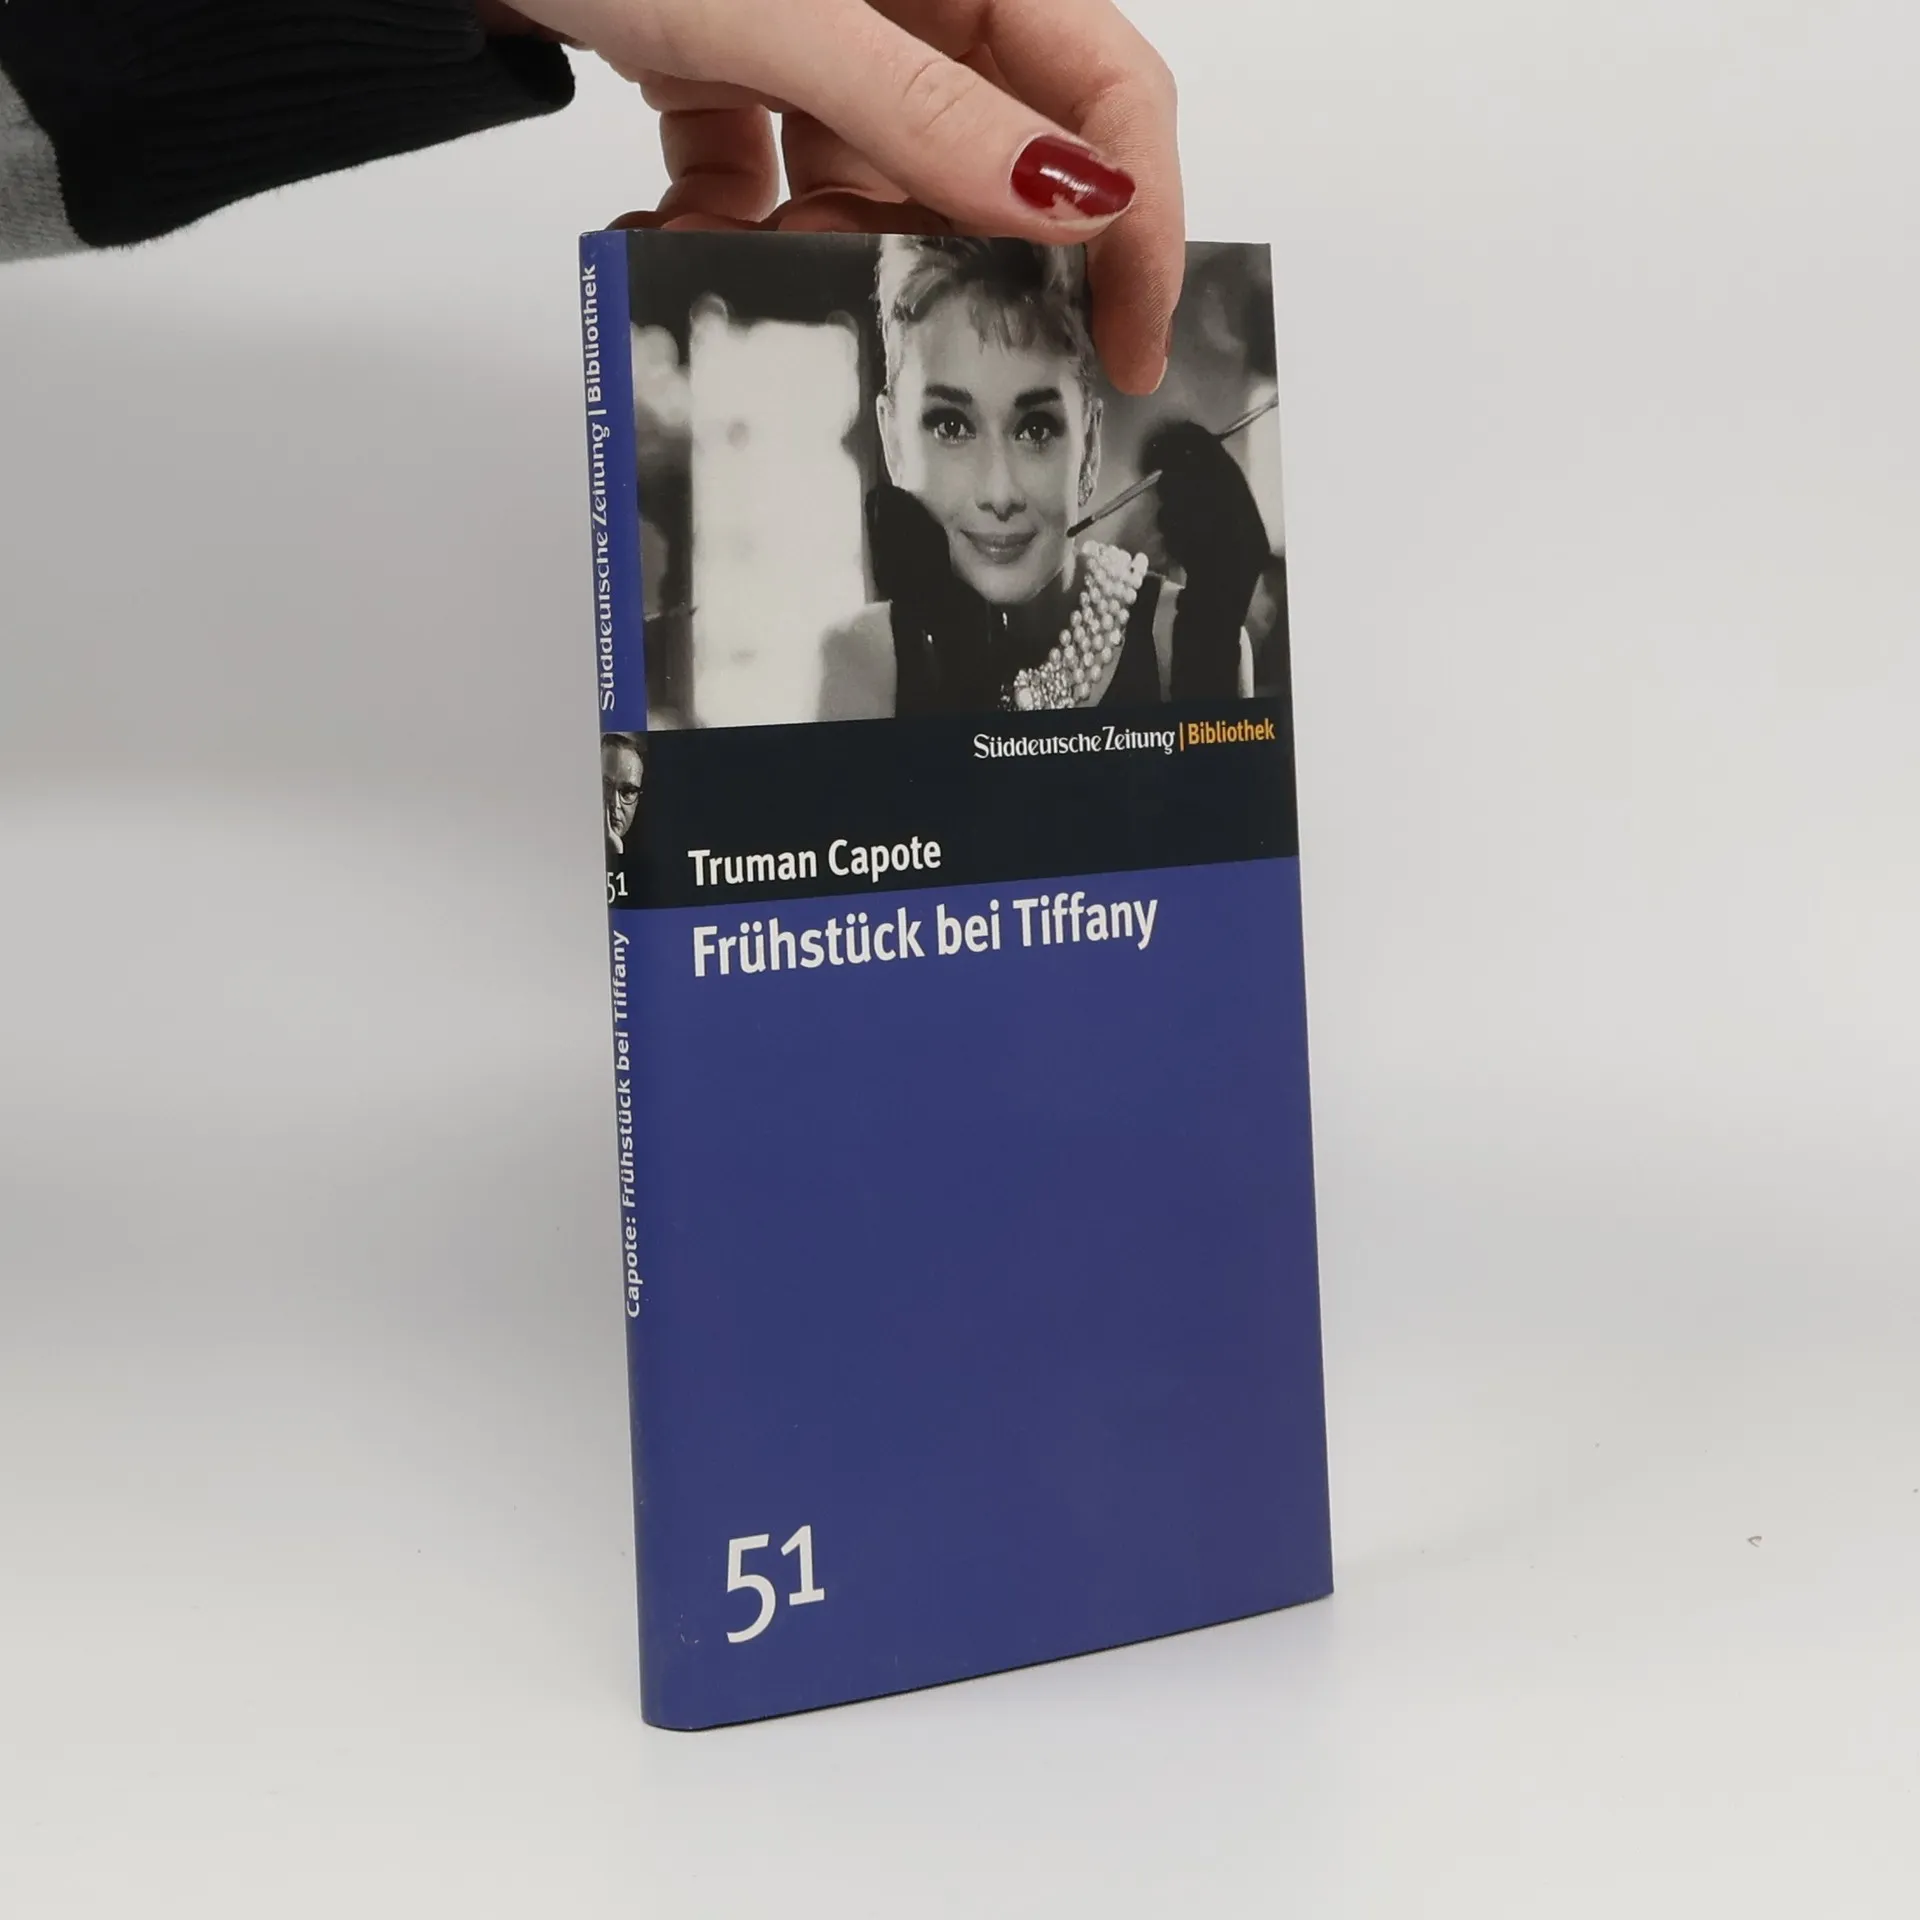 Süddeutsche Zeitung | Bibliothek
51
Capote: Frühstück bei Tiffany
Süddeutsche Zeitung | Bibliothek
Truman Capote
Frühstück bei Tiffany
51